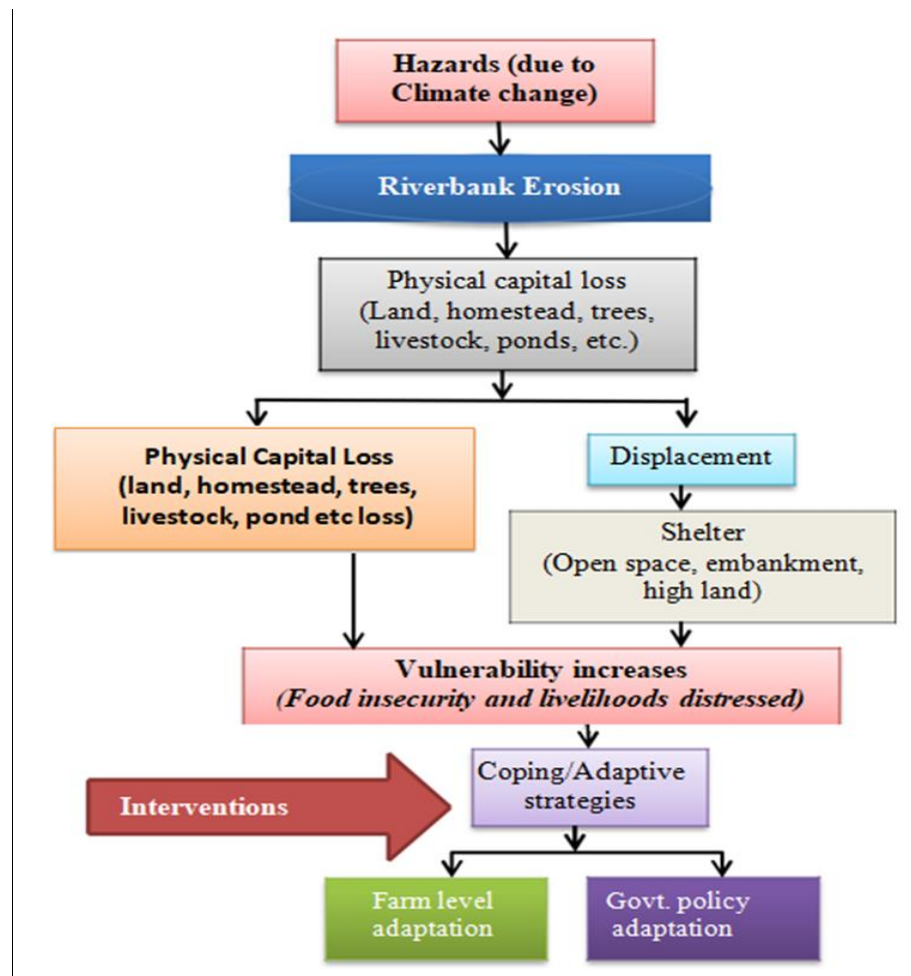 Hazards (due to
Climate change)
Riverbank Erosion
Physical capital loss
(Land, homestead, trees,
livestock, ponds, etc.)
Physical Capital Loss
(land, homestead, trees,
livestock, pond etc loss)
Displacement
Shelter
(Open space, embankment,
high land)
Vulnerability increases
(Food insecurity and livelihoods distressed)
Interventions
Coping/Adaptive
strategies
Farm level
adaptation
Govt. policy
adaptation